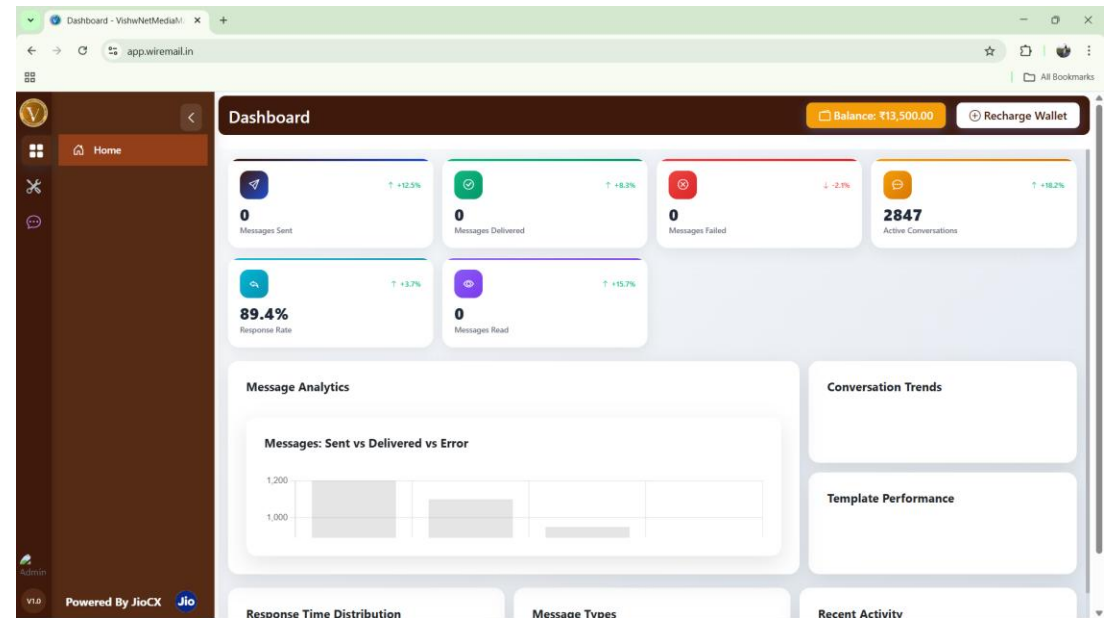 Dashboard - VishwNetMediaM
app.wiremail.in
All Bookmarks
V
Dashboard
Balance: ₹13,500.00
Recharge Wallet
Home
↑ +12.5%
0
Messages Sent
↑ +8.3%
0
Messages Delivered
↓ -2.1%
0
Messages Failed
↑ +18.2%
2847
Active Conversations
↑ +3.7%
89.4%
Response Rate
↑ +15.7%
0
Messages Read
Message Analytics
Messages: Sent vs Delivered vs Error
1,200
1,000
Conversation Trends
Template Performance
Admin
V1.0
Powered By JioCX
Jio
Response Time Distribution
Message Types
Recent Activity